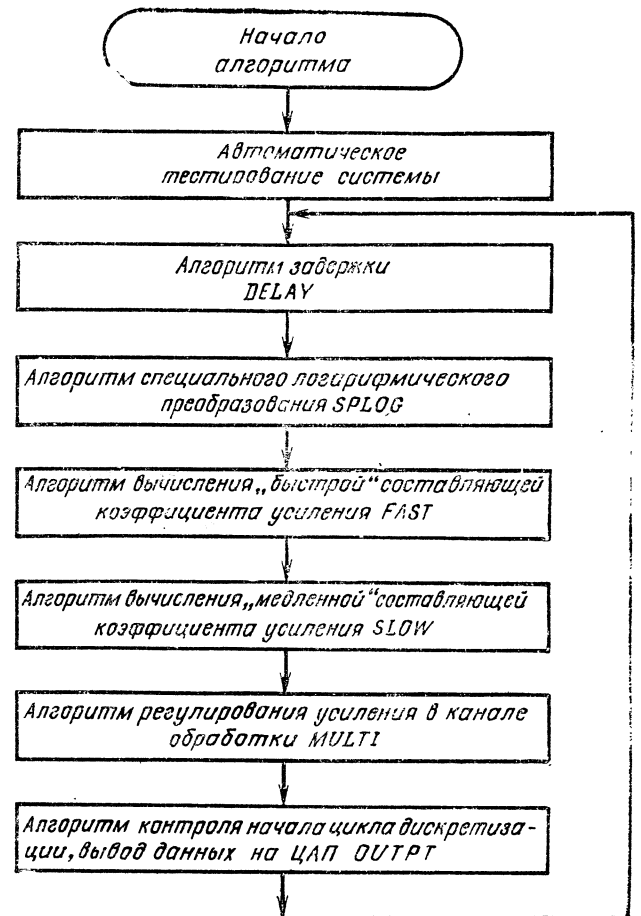 Начало
алгоритма
Автоматическое
тестирование системы
Алгоритм задержки
DELAY
Алгоритм специального логарифмического
преобразования SPLOG
Алгоритм вычисления „быстрой“ составляющей
коэффициента усиления FAST
Алгоритм вычисления „медленной“ составляющей
коэффициента усиления SLOW
Алгоритм регулирования усиления в канале
обработки MULTI
Алгоритм контроля начала цикла дискретиза-
ции, вывод данных на ЦАП OUTPT